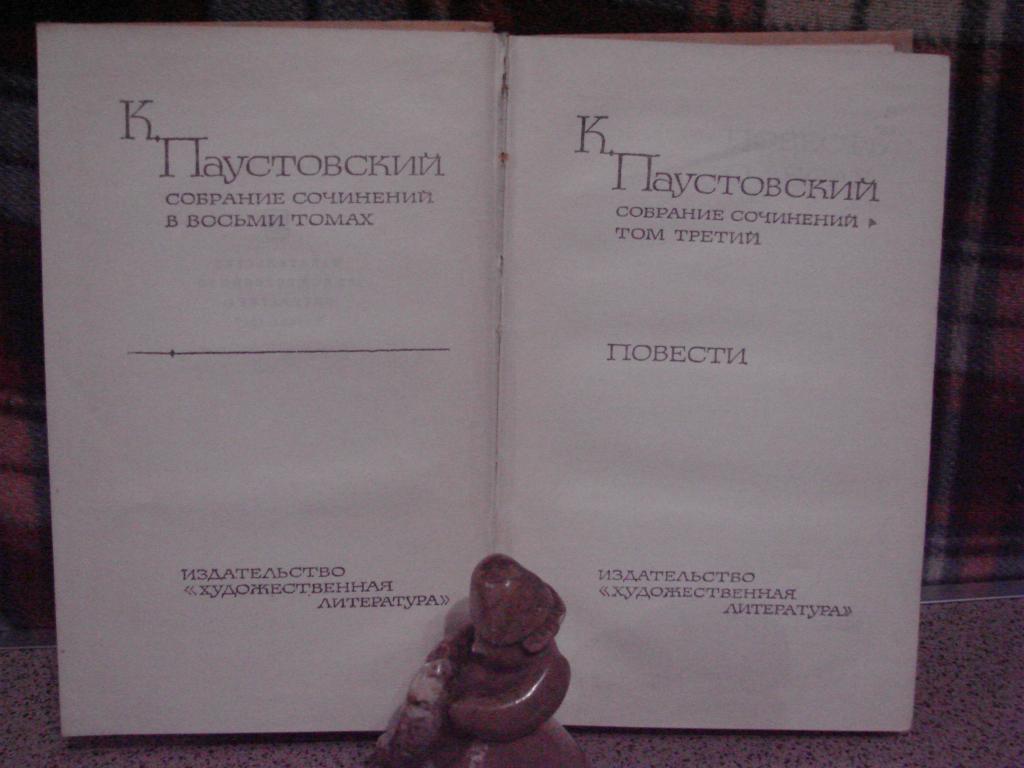 К.
Паустовский
СОБРАНИЕ СОЧИНЕНИЙ
В ВОСЬМИ ТОМАХ
ИЗДАТЕЛЬСТВО
«ХУДОЖЕСТВЕННАЯ
ЛИТЕРАТУРА»
К.
Паустовский
СОБРАНИЕ СОЧИНЕНИЙ
ТОМ ТРЕТИЙ
ПОВЕСТИ
ИЗДАТЕЛЬСТВО
«ХУДОЖЕСТВЕННАЯ
ЛИТЕРАТУРА»